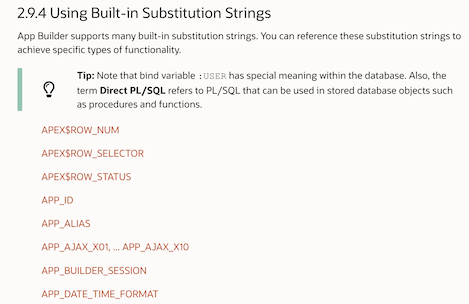 2.9.4 Using Built-in Substitution Strings
App Builder supports many built-in substitution strings. You can reference these substitution strings to
achieve specific types of functionality.
Tip: Note that bind variable :USER has special meaning within the database. Also, the
term Direct PL/SQL refers to PL/SQL that can be used in stored database objects such
as procedures and functions.
APEX$ROW_NUM
APEX$ROW_SELECTOR
APEX$ROW_STATUS
APP_ID
APP_ALIAS
APP_AJAX_X01, ... APP_AJAX_X10
APP_BUILDER_SESSION
APP_DATE_TIME_FORMAT